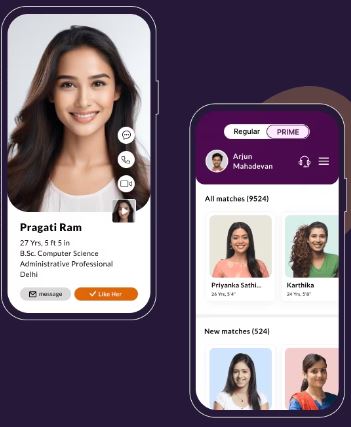 Pragati Ram
27 Yrs, 5 ft 5 in
B.Sc. Computer Science
Administrative Professional
Delhi
message
Like Her
Regular
PRIME
Arjun
Mahadevan
All matches (9524)
Priyanka Sathi...
26 Yrs, 5'4"
Karthika
24 Yrs, 5'8"
New matches (524)